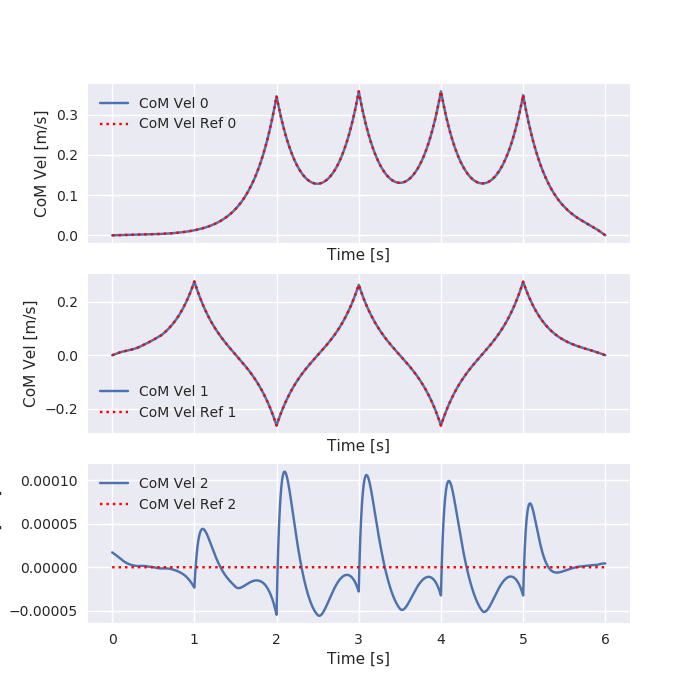 CoM Vel [m/s]
0.3
0.2
0.1
0.0
CoM Vel 0
CoM Vel Ref 0
Time [s]
CoM Vel [m/s]
0.2
0.0
−0.2
CoM Vel 1
CoM Vel Ref 1
Time [s]
0.00010
0.00005
0.00000
−0.00005
CoM Vel 2
CoM Vel Ref 2
0 1 2 3 4 5 6
Time [s]